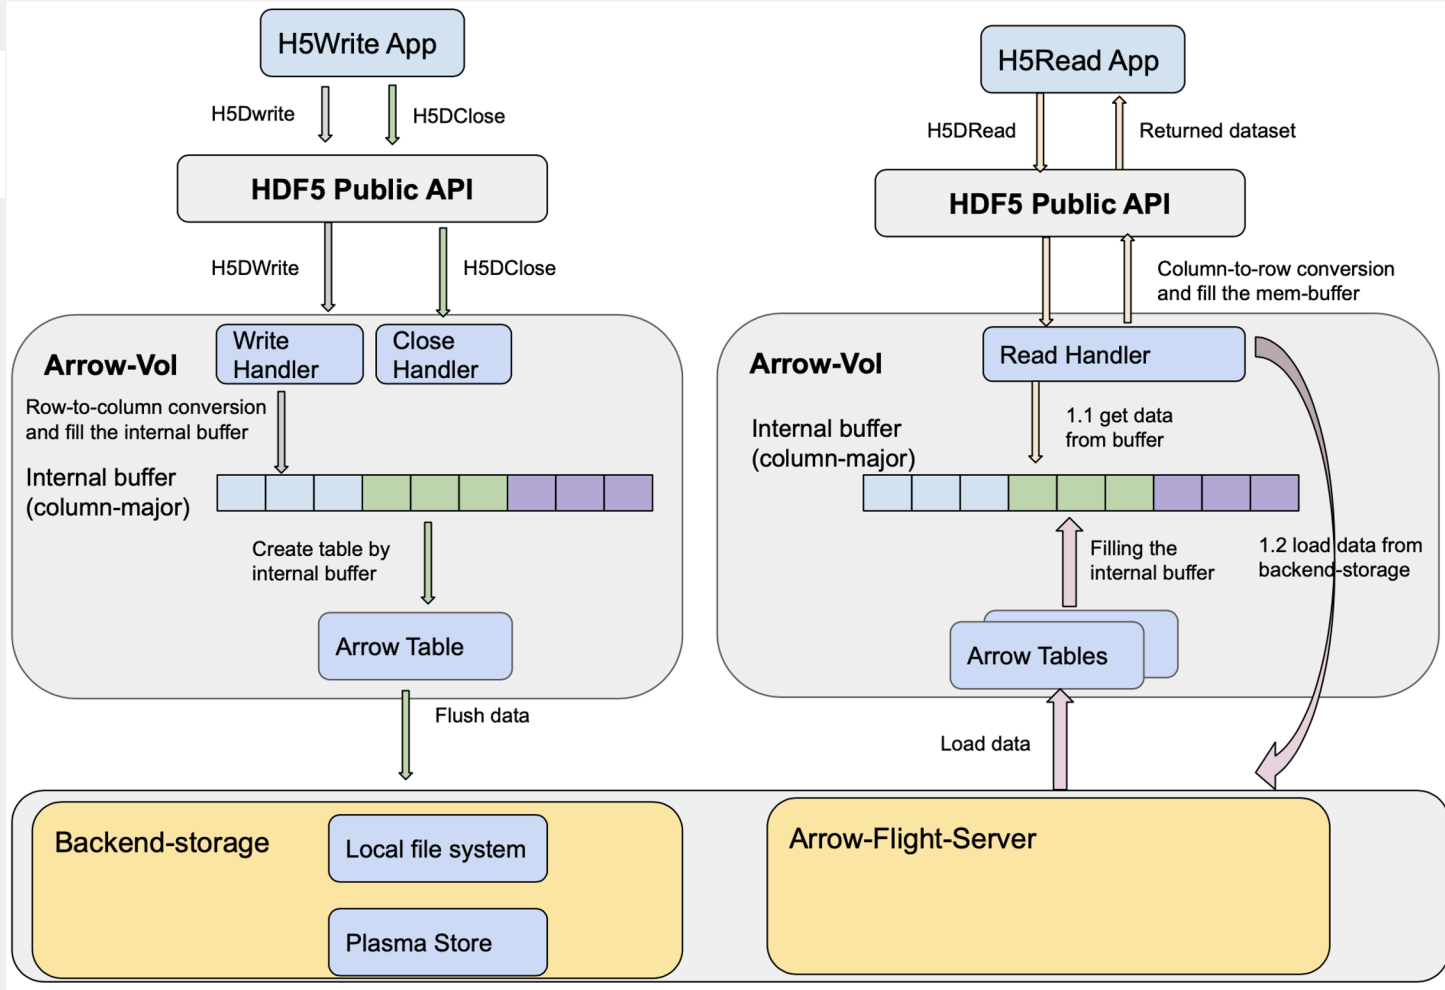 H5Write App
H5Dwrite
H5DClose
HDF5 Public API
H5DWrite
H5DClose
Arrow-Vol
Write
Handler
Close
Handler
Row-to-column conversion
and fill the internal buffer
Internal buffer
(column-major)
Create table by
internal buffer
Arrow Table
Flush data
Backend-storage
Local file system
Plasma Store
H5Read App
H5DRead
Returned dataset
HDF5 Public API
Column-to-row conversion
and fill the mem-buffer
Arrow-Vol
Read Handler
1.1 get data
from buffer
Internal buffer
(column-major)
Filling the
internal buffer
1.2 load data from
backend-storage
Arrow Tables
Load data
Arrow-Flight-Server